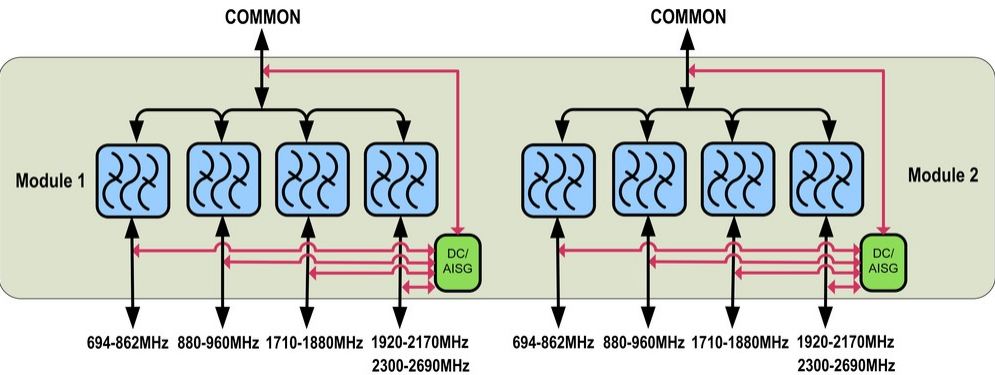 COMMON COMMON
Module 1
Module 2
DC/
AISG
DC/
AISG
694-862MHz 880-960MHz 1710-1880MHz 1920-2170MHz
2300-2690MHz
694-862MHz 880-960MHz 1710-1880MHz 1920-2170MHz
2300-2690MHz